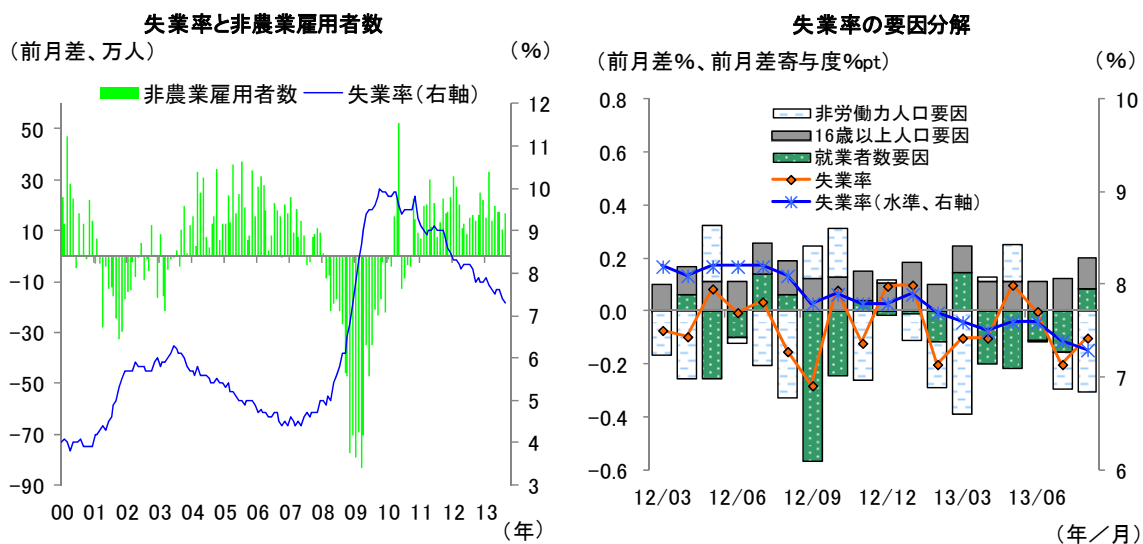 失業率と非農業雇用者数
(前月差、万人)
(%)
非農業雇用者数
失業率(右軸)
50
30
10
-10
-30
-50
-70
-90
12
11
10
9
8
7
6
5
4
3
00 01 02 03 04 05 06 07 08 09 10 11 12 13
(年)
失業率の要因分解
(前月差%、前月差寄与度%pt)
(%)
非労働力人口要因
16歳以上人口要因
就業者数要因
失業率
失業率(水準、右軸)
0.8
0.6
0.4
0.2
0.0
-0.2
-0.4
-0.6
10
9
8
7
6
12/03 12/06 12/09 12/12 13/03 13/06
(年/月)